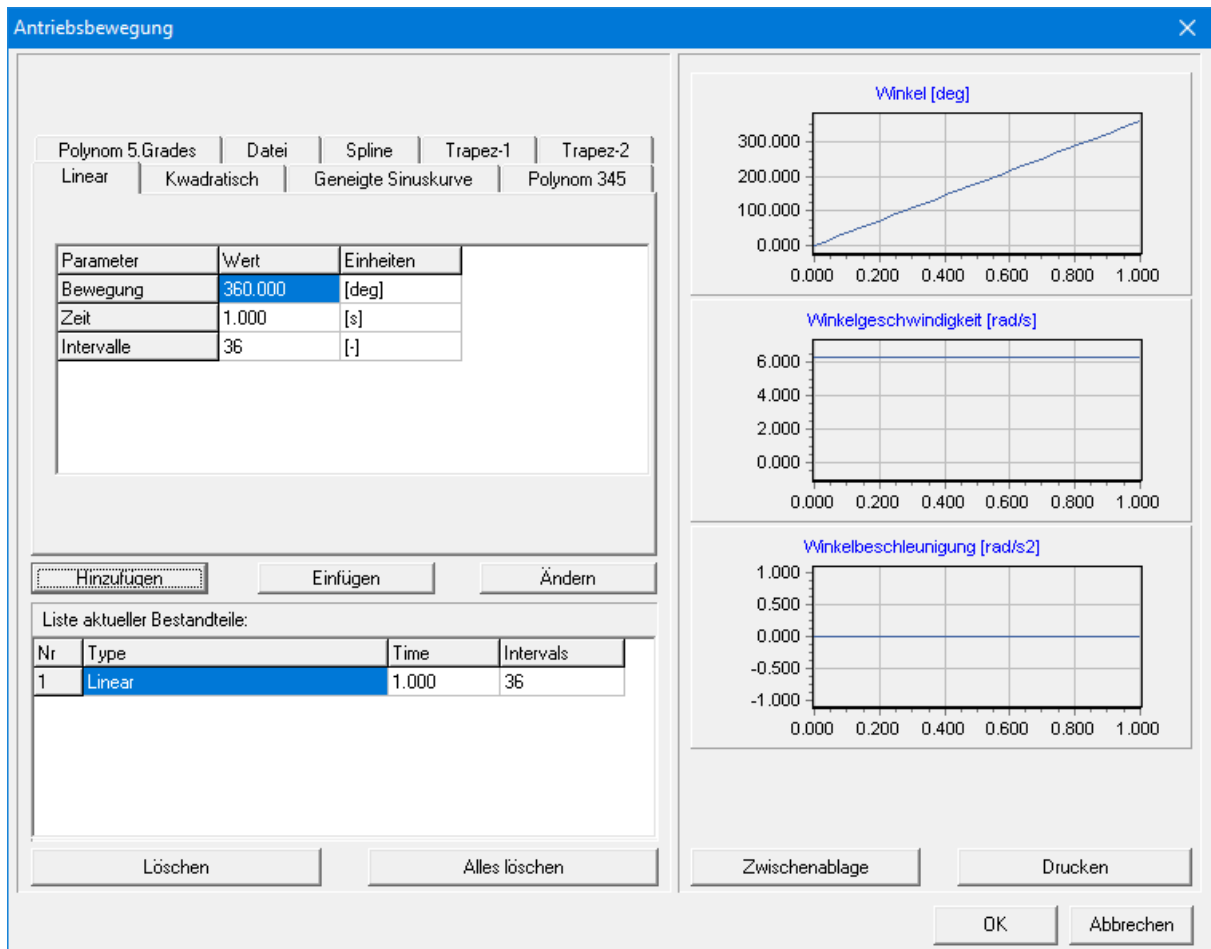 Antriebsbewegung
Polynom 5.Grades Datei Spline Trapez-1 Trapez-2
Linear Kwadratisch Geneigte Sinuskurve Polynom 345
Parameter Wert Einheiten
Bewegung 360.000 [deg]
Zeit 1.000 [s]
Intervalle 36 [-]
Hinzufügen Einfügen Ändern
Liste aktueller Bestandteile:
Nr Type Time Intervals
1 Linear 1.000 36
Löschen Alles löschen
Winkel [deg]
300.000
200.000
100.000
0.000
0.000 0.200 0.400 0.600 0.800 1.000
Winkelgeschwindigkeit [rad/s]
6.000
4.000
2.000
0.000
0.000 0.200 0.400 0.600 0.800 1.000
Winkelbeschleunigung [rad/s2]
1.000
0.500
0.000
-0.500
-1.000
0.000 0.200 0.400 0.600 0.800 1.000
Zwischenablage Drucken
OK Abbrechen